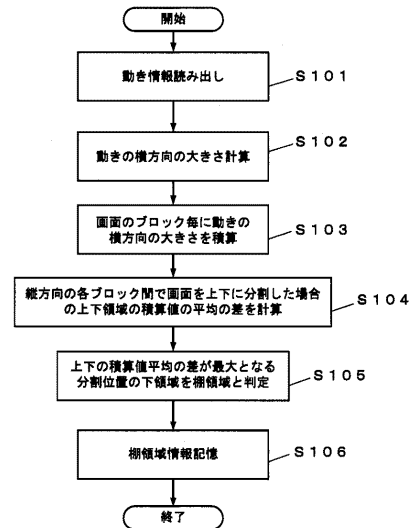 開始
動き情報読み出し
S101
動きの横方向の大きさ計算
S102
画面のブロック毎に動きの
横方向の大きさを積算
S103
縦方向の各ブロック間で画面を上下に分割した場合
の上下領域の積算値の平均の差を計算
S104
上下の積算値平均の差が最大となる
分割位置の下領域を棚領域と判定
S105
棚領域情報記憶
S106
終了